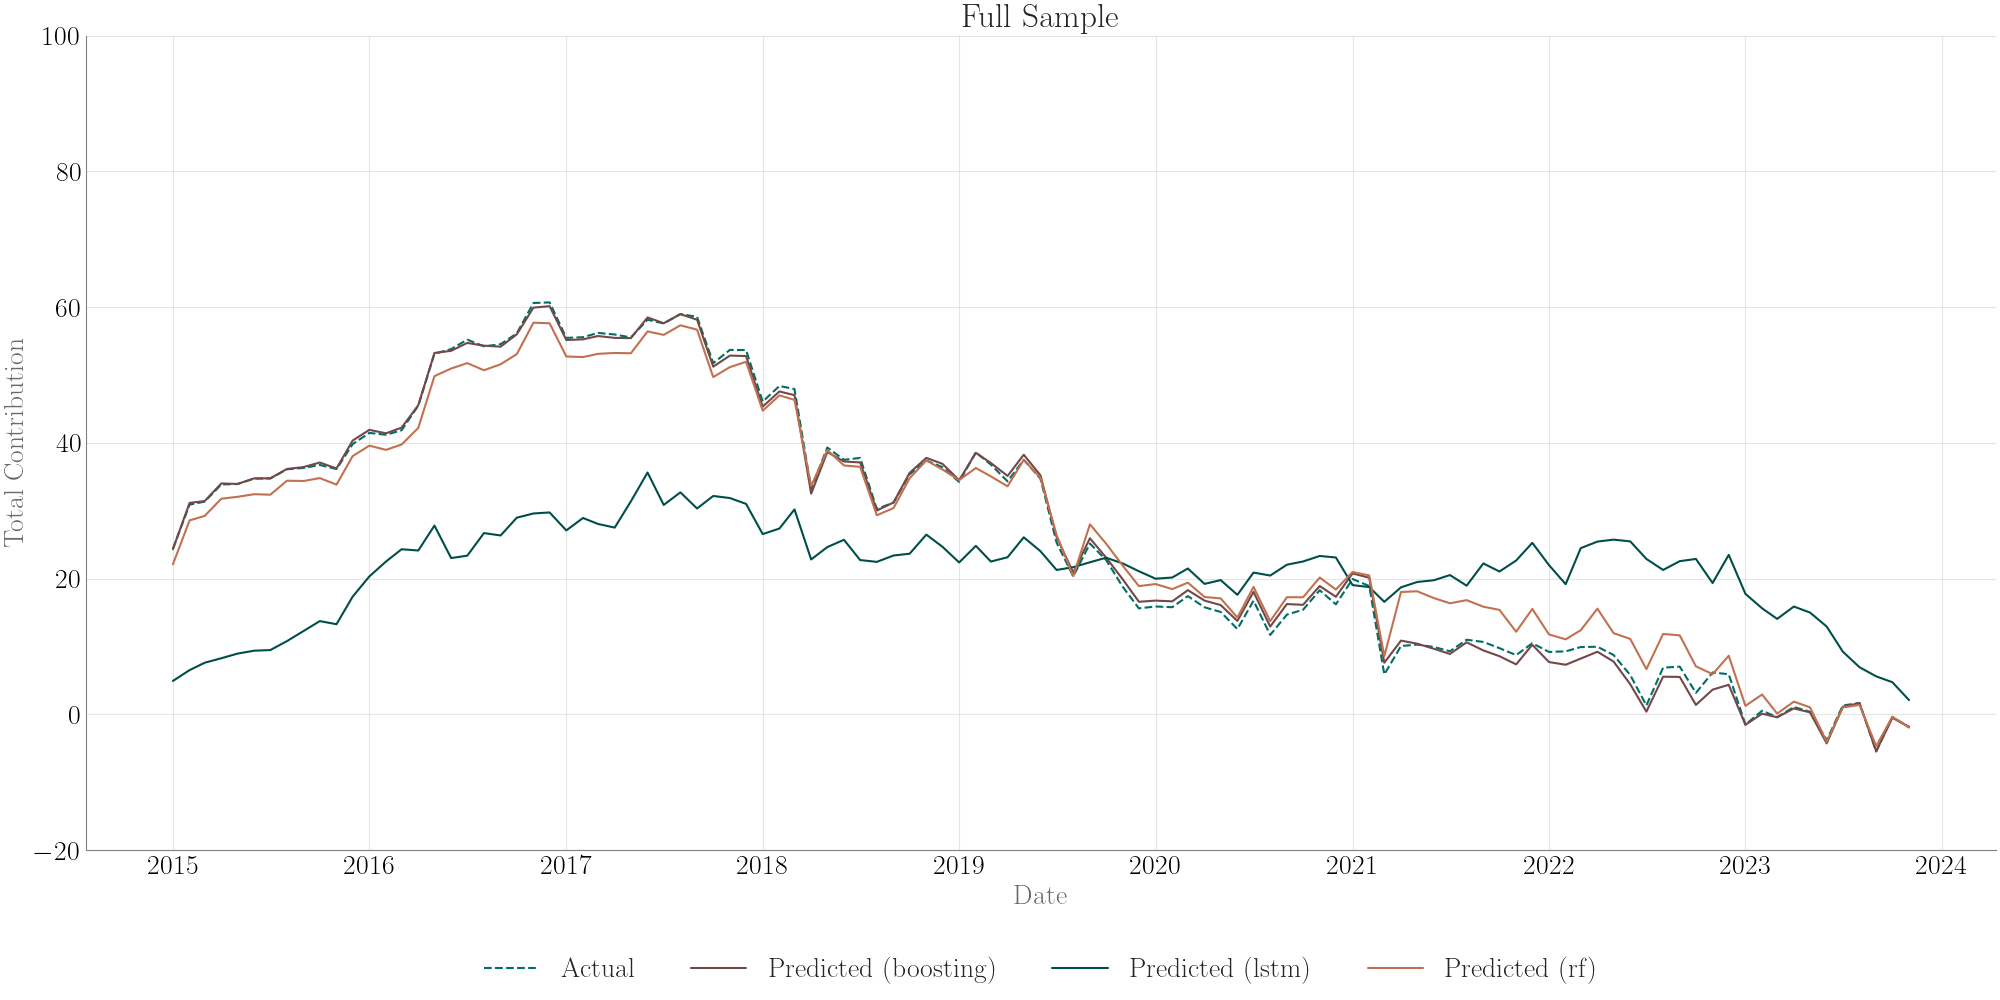 Full Sample
100
80
60
40
20
0
−20
Total Contribution
2015 2016 2017 2018 2019 2020 2021 2022 2023 2024
Date
Actual Predicted (boosting) Predicted (lstm) Predicted (rf)